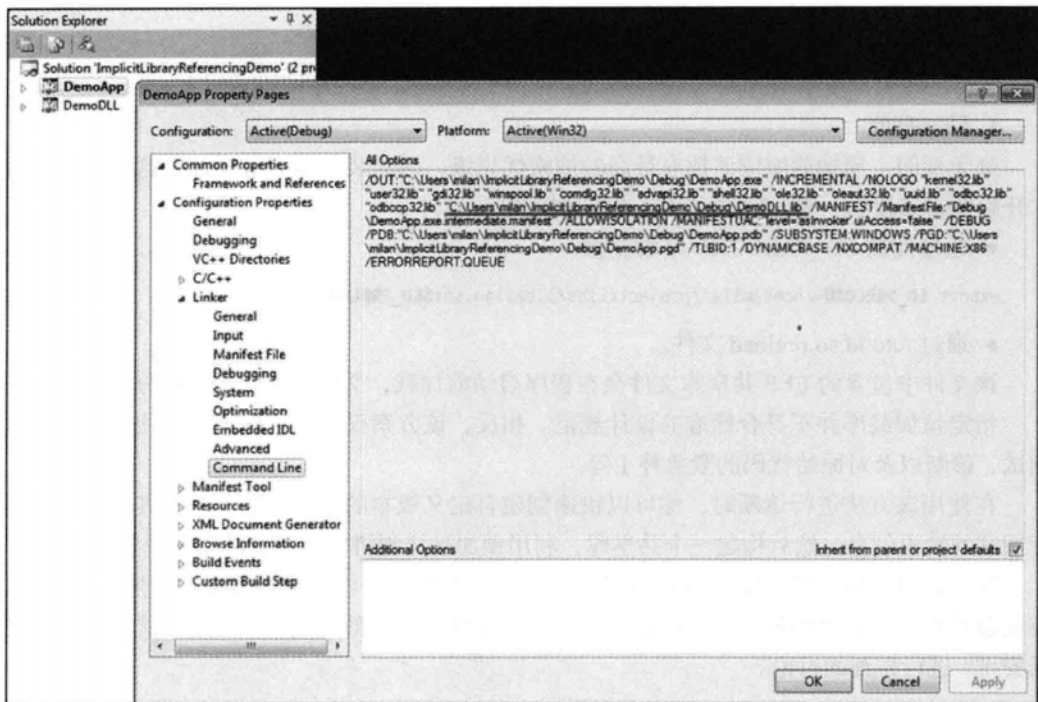 Solution Explorer
Solution 'ImplicitLibraryReferencingDemo' (2 pr
DemoApp
DemoDLL
DemoApp Property Pages
Configuration: Active(Debug) Platform: Active(Win32) Configuration Manager...
Common Properties
Framework and References
Configuration Properties
General
Debugging
VC++ Directories
C/C++
Linker
General
Input
Manifest File
Debugging
System
Optimization
Embedded IDL
Advanced
Command Line
Manifest Tool
Resources
XML Document Generator
Browse Information
Build Events
Custom Build Step
All Options
/OUT:"C:\Users\milan\ImplicitLibraryReferencingDemo\Debug\DemoApp.exe" /INCREMENTAL /NOLOGO "kernel32.lib"
"user32.lib" "gdi32.lib" "winspool.lib" "comdlg32.lib" "advapi32.lib" "shell32.lib" "ole32.lib" "oleaut32.lib" "uuid.lib" "odbc32.lib"
"odbccp32.lib" "C:\Users\milan\ImplicitLibraryReferencingDemo\Debug\DemoDLL.lib" /MANIFEST /ManifestFile:"Debug
\DemoApp.exe.intermediate.manifest" /ALLOWISOLATION /MANIFESTUAC:"level='asInvoker' uiAccess='false'" /DEBUG
/PDB:"C:\Users\milan\ImplicitLibraryReferencingDemo\Debug\DemoApp.pdb" /SUBSYSTEM:WINDOWS /PGD:"C:\Users
\milan\ImplicitLibraryReferencingDemo\Debug\DemoApp.pgd" /TLBID:1 /DYNAMICBASE /NXCOMPAT /MACHINE:X86
/ERRORREPORT:QUEUE
Additional Options Inherit from parent or project defaults
OK Cancel Apply